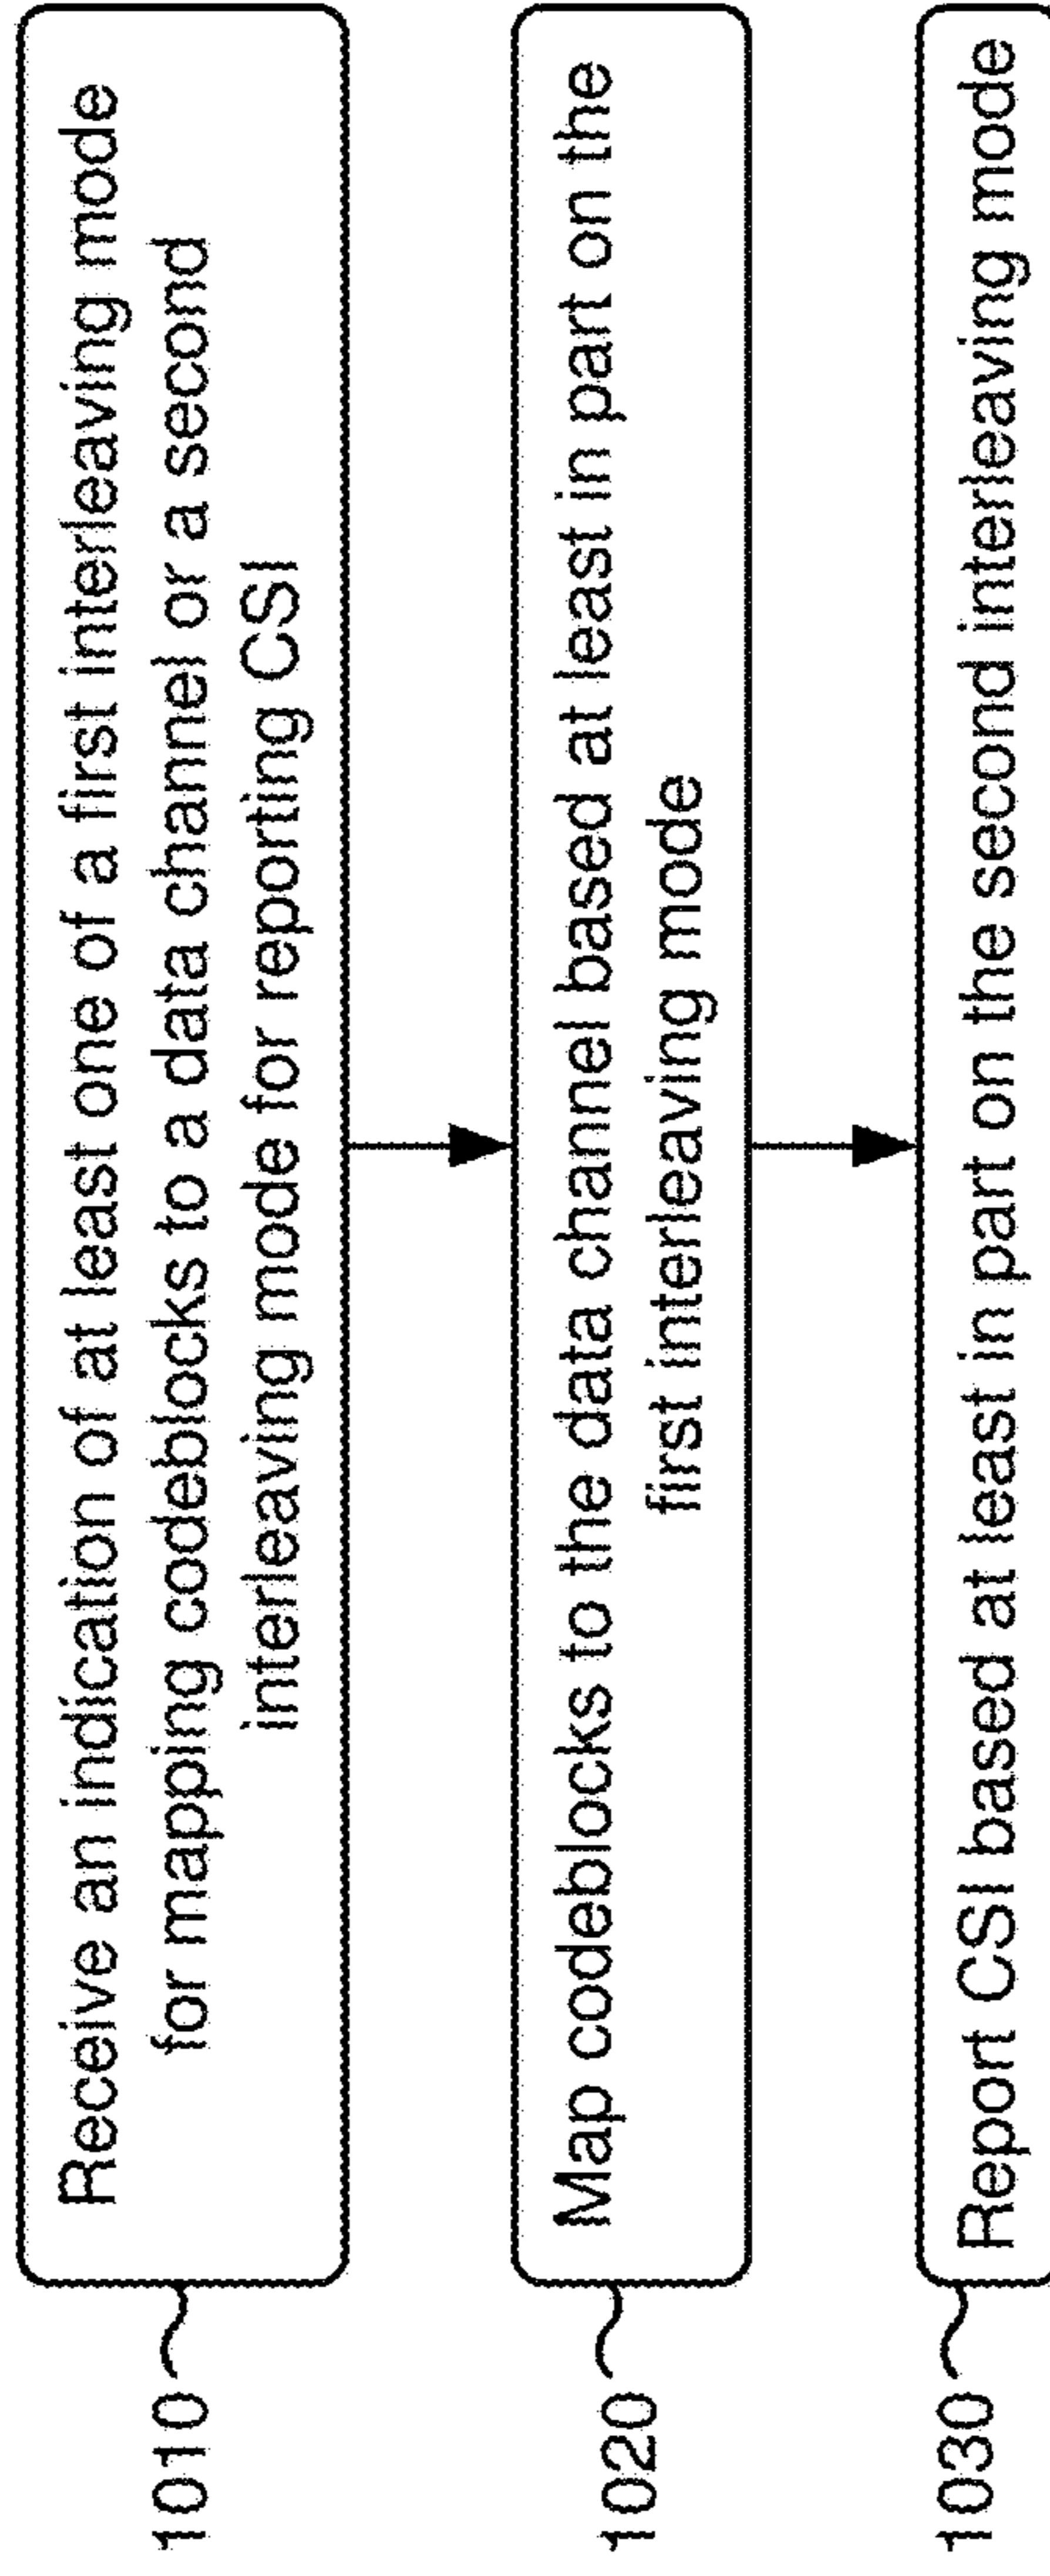 1010
Receive an indication of at least one of a first interleaving mode
for mapping codeblocks to a data channel or a second
interleaving mode for reporting CSI
1020
Map codeblocks to the data channel based at least in part on the
first interleaving mode
1030
Report CSI based at least in part on the second interleaving mode